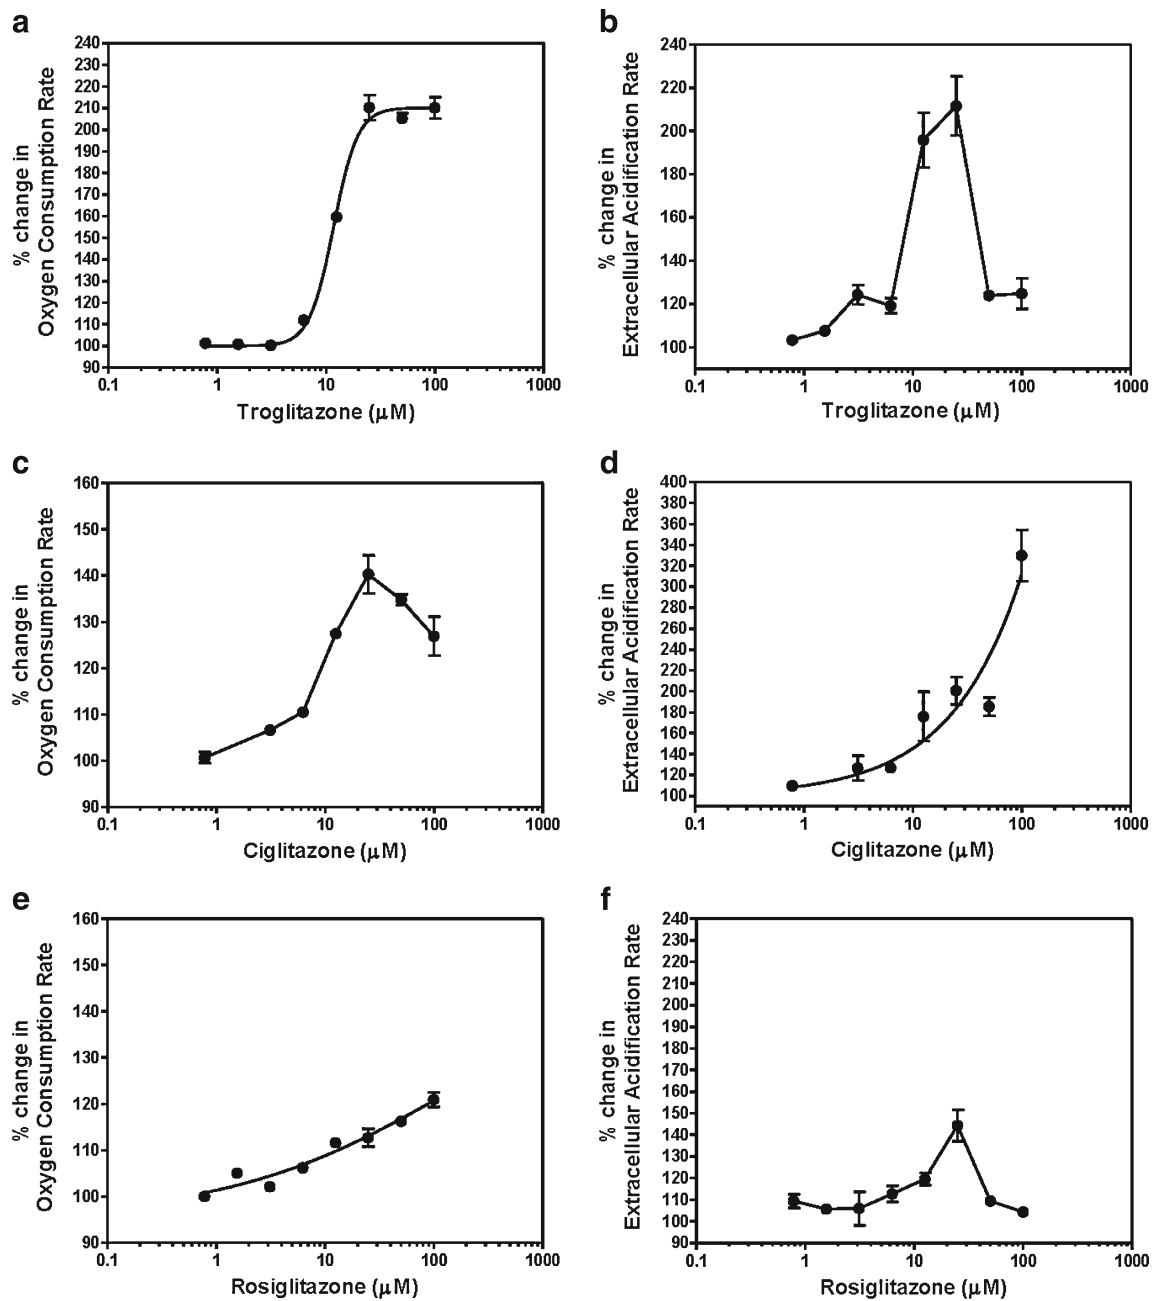 a
% change in
Oxygen Consumption Rate
240
230
220
210
200
190
180
170
160
150
140
130
120
110
100
90
0.1 1 10 100 1000
Troglitazone (µM)
b
% change in
Extracellular Acidification Rate
240
220
200
180
160
140
120
100
0.1 1 10 100 1000
Troglitazone (µM)
c
% change in
Oxygen Consumption Rate
160
150
140
130
120
110
100
90
0.1 1 10 100 1000
Ciglitazone (µM)
d
% change in
Extracellular Acidification Rate
400
380
360
340
320
300
280
260
240
220
200
180
160
140
120
100
0.1 1 10 100 1000
Ciglitazone (µM)
e
% change in
Oxygen Consumption Rate
160
150
140
130
120
110
100
90
0.1 1 10 100 1000
Rosiglitazone (µM)
f
% change in
Extracellular Acidification Rate
240
230
220
210
200
190
180
170
160
150
140
130
120
110
100
90
0.1 1 10 100 1000
Rosiglitazone (µM)